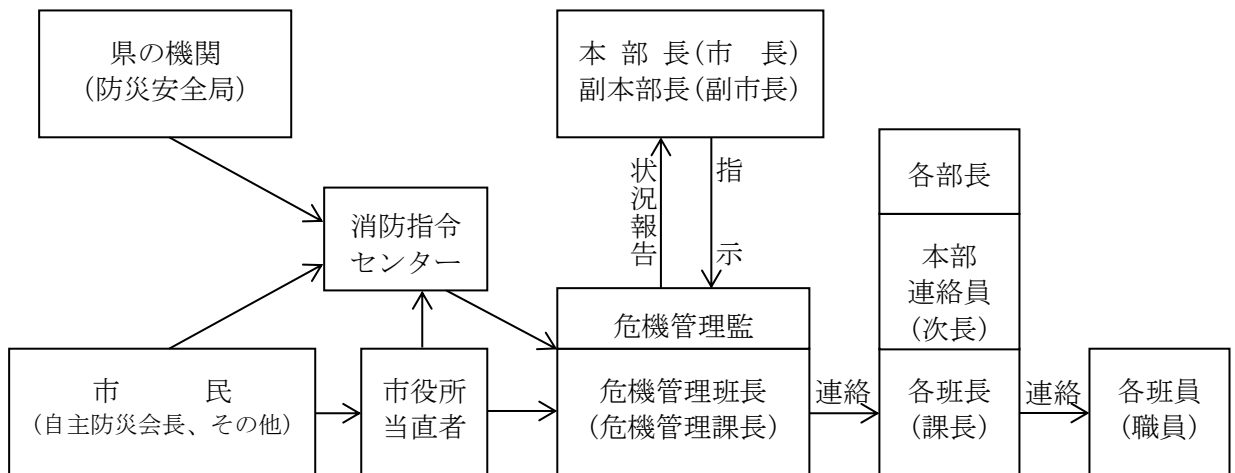 県の機関
(防災安全局)
本 部 長(市　長)
副本部長(副市長)
状況報告
指　示
各部長
消防指令
センター
本部
連絡員
(次長)
危機管理監
市　　　民
(自主防災会長、その他)
市役所
当直者
危機管理班長
(危機管理課長)
連絡
各班長
(課長)
連絡
各班員
(職員)